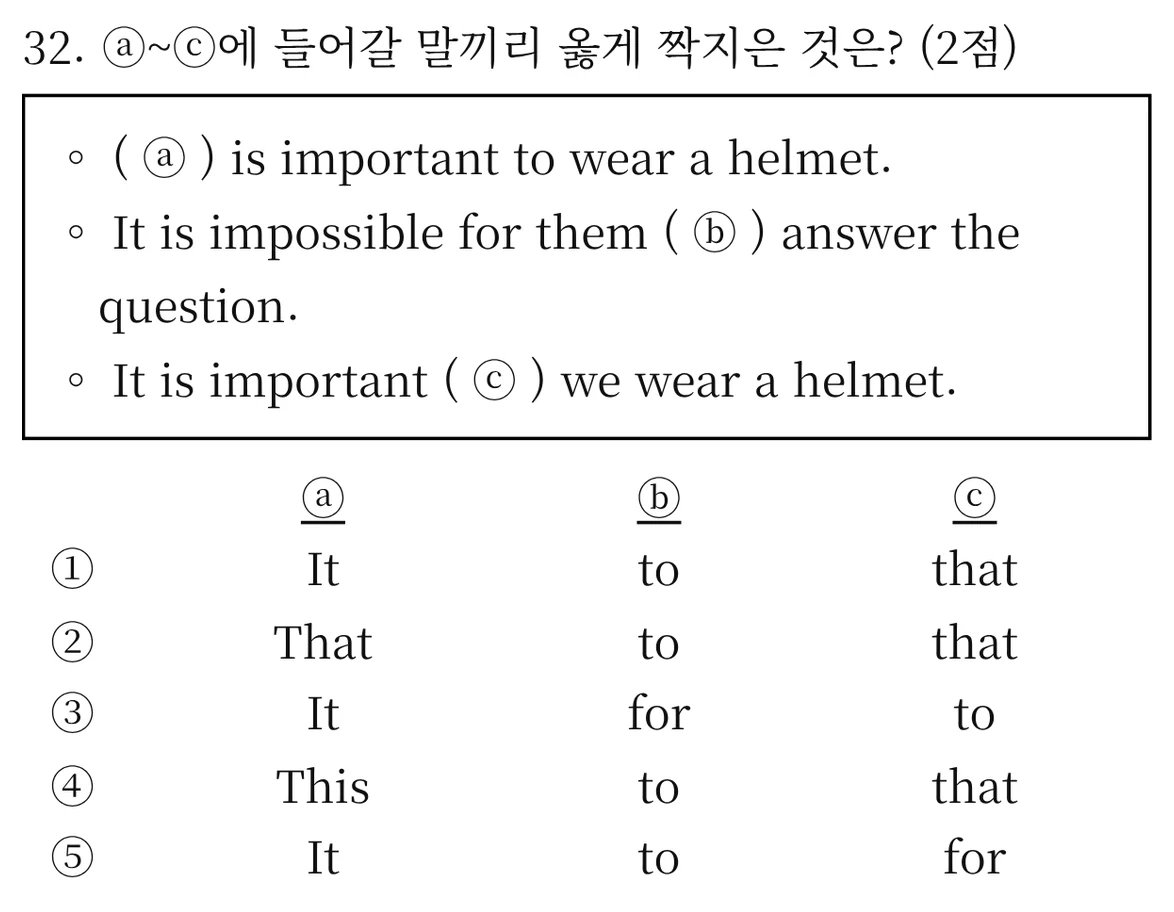 32. ⓐ~ⓒ에 들어갈 말끼리 옳게 짝지은 것은? (2점)
◦ ( ⓐ ) is important to wear a helmet.
◦ It is impossible for them ( ⓑ ) answer the
question.
◦ It is important ( ⓒ ) we wear a helmet.
ⓐ ⓑ ⓒ
① It to that
② That to that
③ It for to
④ This to that
⑤ It to for